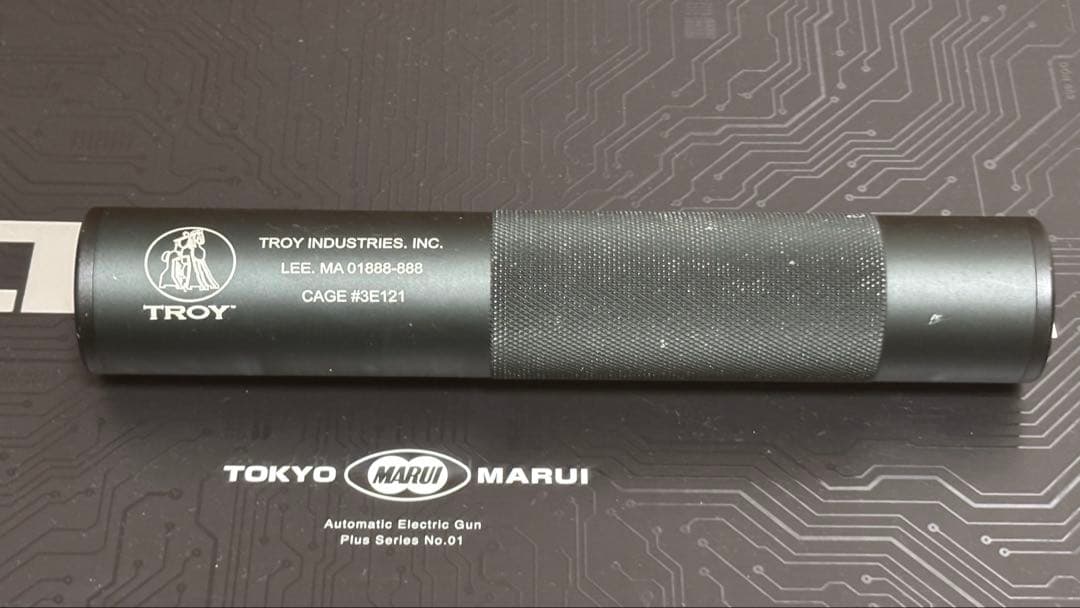 TROY™
TROY INDUSTRIES. INC.
LEE. MA 01888-888
CAGE #3E121
TOKYO MARUI MARUI
Automatic Electric Gun
Plus Series No.01